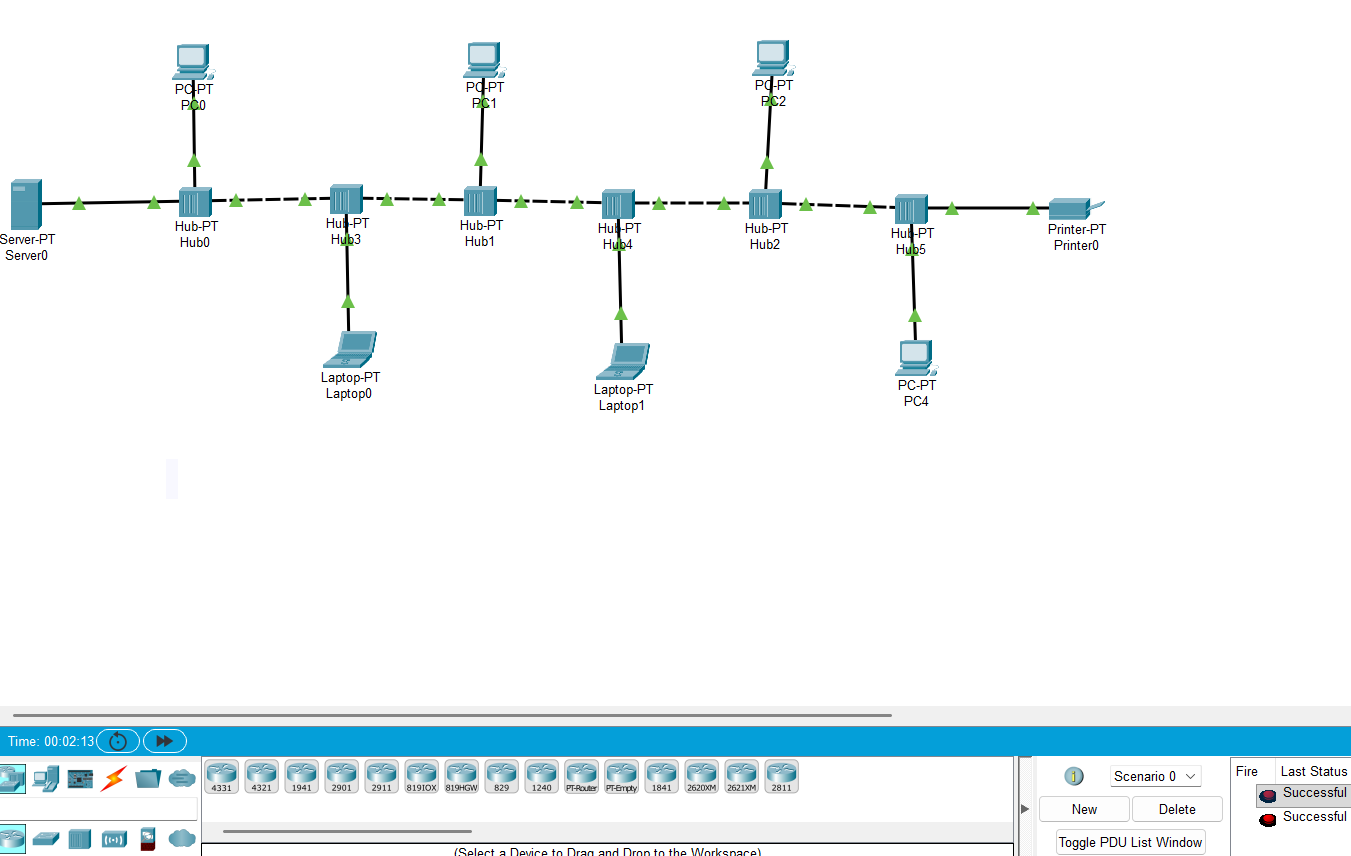 PC-PT
PC0
PC-PT
PC1
PC-PT
PC2
Server-PT
Server0
Hub-PT
Hub0
Hub-PT
Hub3
Hub-PT
Hub1
Hub-PT
Hub4
Hub-PT
Hub2
Hub-PT
Hub5
Printer-PT
Printer0
Laptop-PT
Laptop0
Laptop-PT
Laptop1
PC-PT
PC4
Time: 00:02:13
4331
4321
1941
2901
2911
819IOX
819HGW
829
1240
PT-Router
PT-Empty
1841
2620XM
2621XM
2811
(Select a Device to Drag and Drop to the Workspace)
Scenario 0
New
Delete
Toggle PDU List Window
Fire Last Status
Successful
Successful